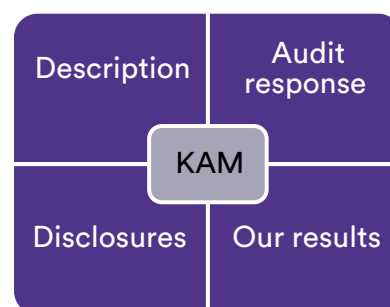 Description
Audit
response
KAM
Disclosures
Our results